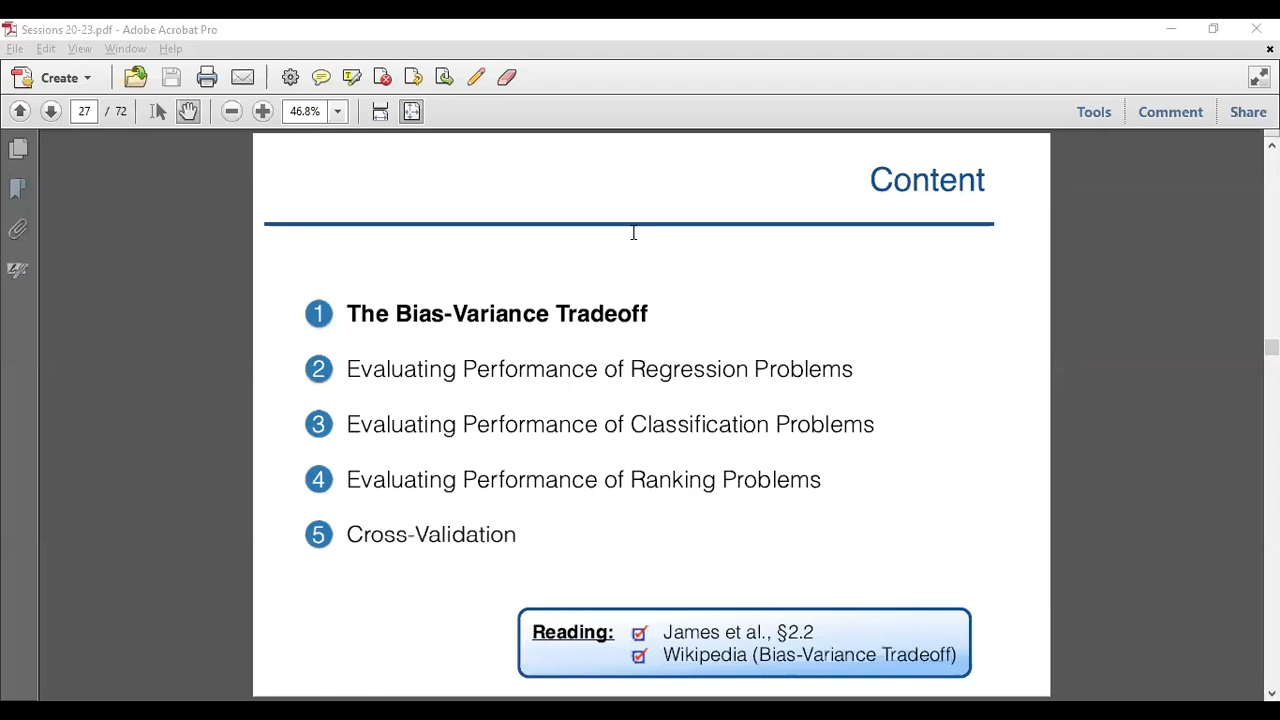 Sessions 20-23.pdf - Adobe Acrobat Pro
File Edit View Window Help
Create
27 / 72 46.8% Tools Comment Share
Content
1 The Bias-Variance Tradeoff
2 Evaluating Performance of Regression Problems
3 Evaluating Performance of Classification Problems
4 Evaluating Performance of Ranking Problems
5 Cross-Validation
Reading: James et al., §2.2
Wikipedia (Bias-Variance Tradeoff)